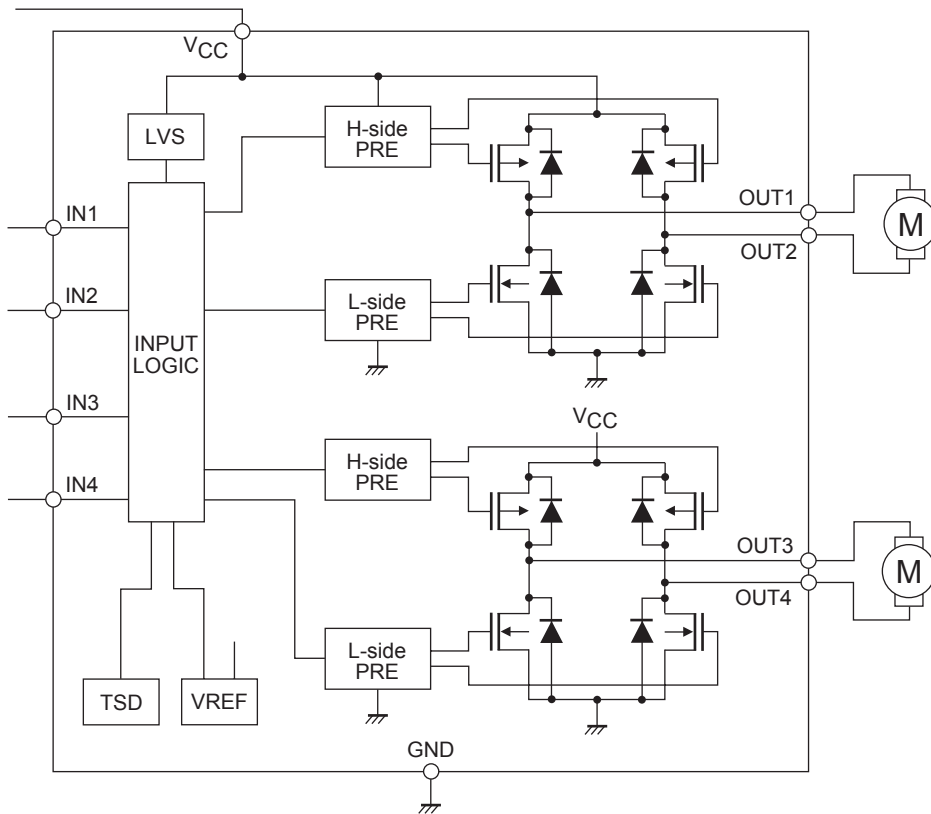 VCC
LVS
H-side
PRE
IN1
OUT1
M
OUT2
IN2
L-side
PRE
INPUT
LOGIC
IN3
VCC
H-side
PRE
IN4
OUT3
M
OUT4
L-side
PRE
TSD
VREF
GND